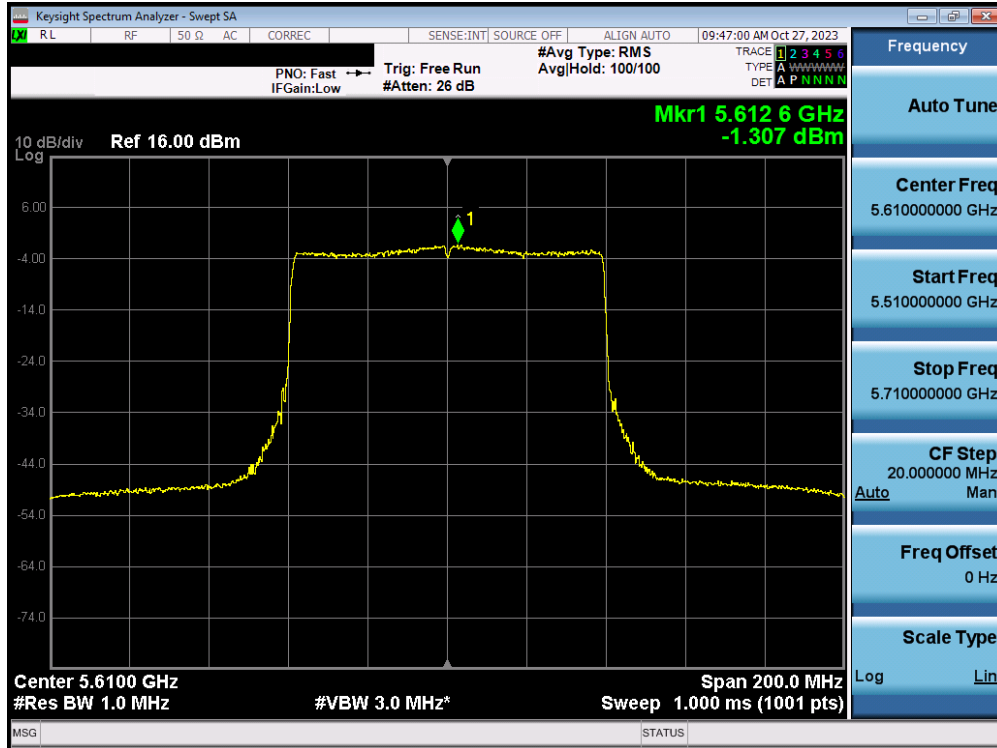 Keysight Spectrum Analyzer - Swept SA
LXI RL RF 50 Ω AC CORREC SENSE:INT SOURCE OFF ALIGN AUTO 09:47:00 AM Oct 27, 2023
PNO: Fast Trig: Free Run #Avg Type: RMS TRACE 1 2 3 4 5 6
IFGain:Low #Atten: 26 dB Avg|Hold: 100/100 TYPE A WWWWW
DET A P N N N N
Mkr1 5.612 6 GHz
-1.307 dBm
10 dB/div Ref 16.00 dBm
Log
1
6.00
-4.00
-14.0
-24.0
-34.0
-44.0
-54.0
-64.0
-74.0
Center 5.6100 GHz Span 200.0 MHz
#Res BW 1.0 MHz #VBW 3.0 MHz* Sweep 1.000 ms (1001 pts)
MSG STATUS
Frequency
Auto Tune
Center Freq
5.610000000 GHz
Start Freq
5.510000000 GHz
Stop Freq
5.710000000 GHz
CF Step
20.000000 MHz
Auto Man
Freq Offset
0 Hz
Scale Type
Log Lin